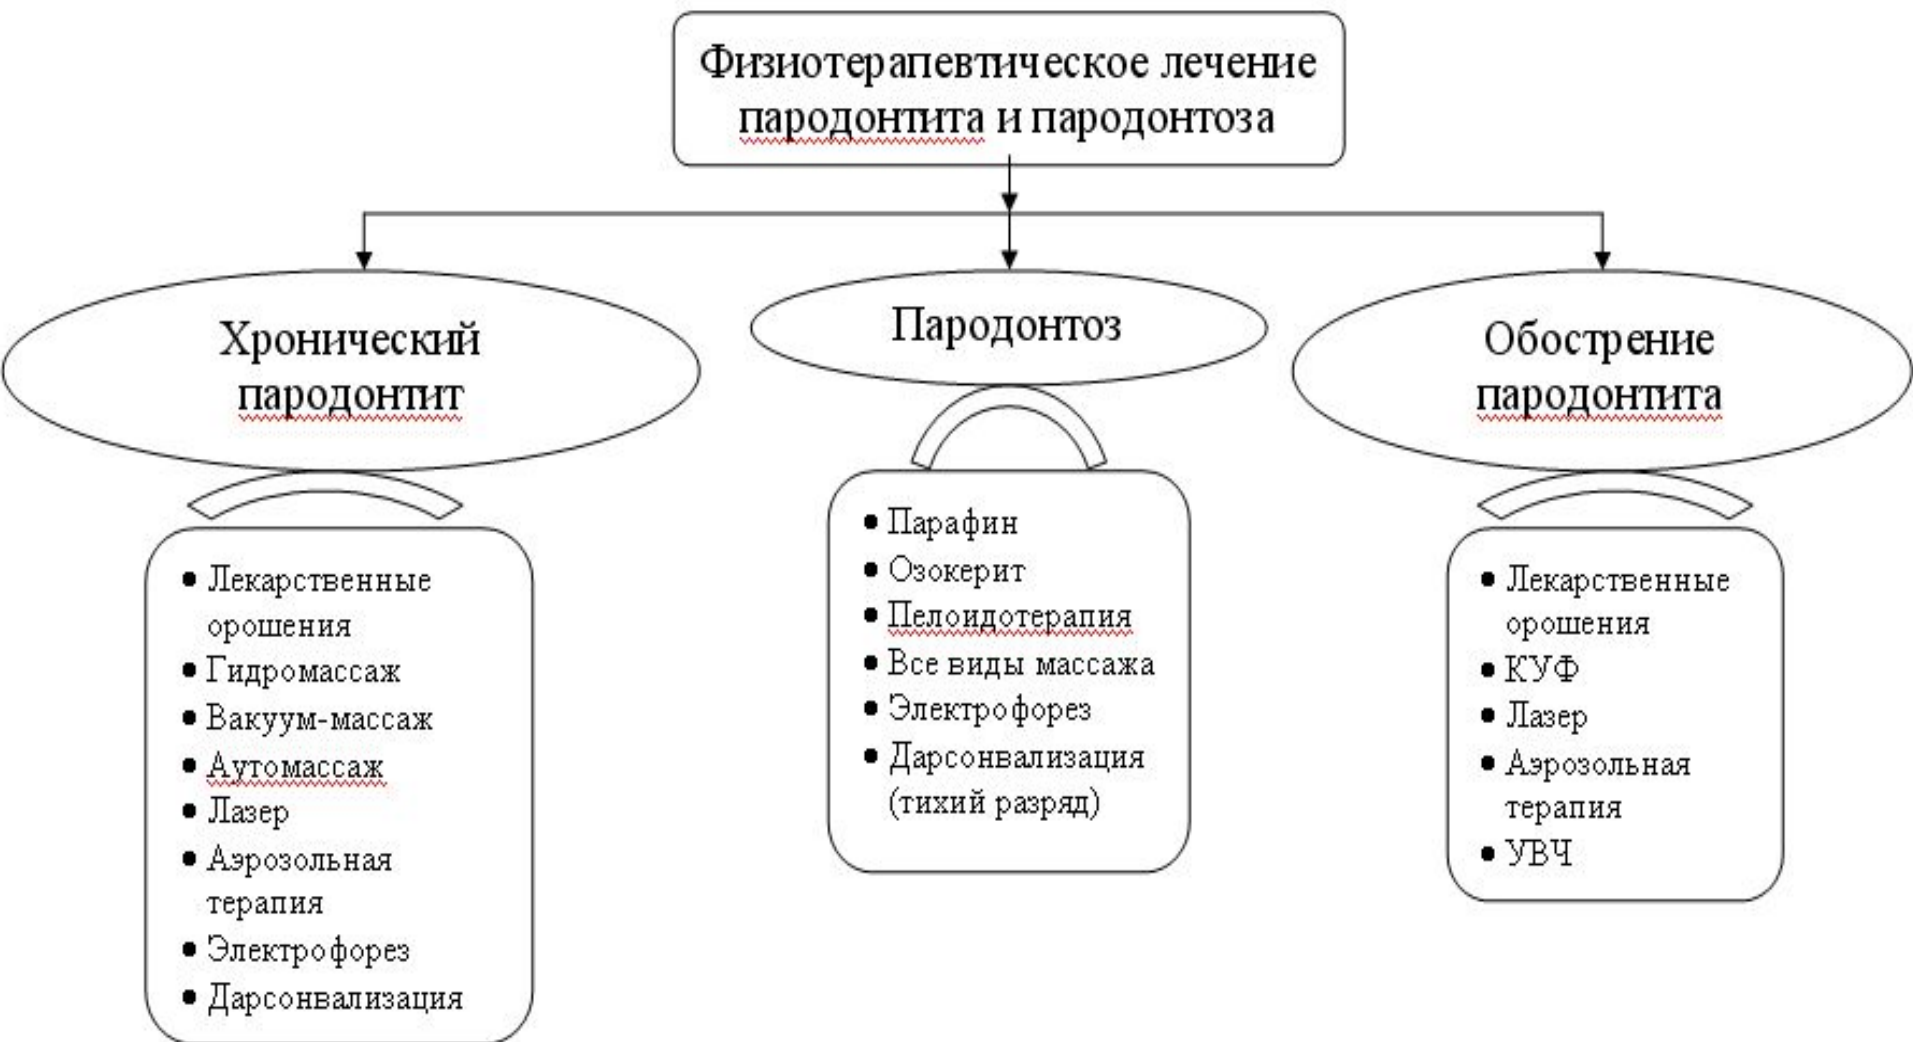 Физиотерапевтическое лечение
пародонтита и пародонтоза
Хронический
пародонтит
Пародонтоз
Обострение
пародонтита
• Лекарственные
орошения
• Гидромассаж
• Вакуум-массаж
• Аутомассаж
• Лазер
• Аэрозольная
терапия
• Электрофорез
• Дарсонвализация
• Парафин
• Озокерит
• Пелоидотерапия
• Все виды массажа
• Электрофорез
• Дарсонвализация
(тихий разряд)
• Лекарственные
орошения
• КУФ
• Лазер
• Аэрозольная
терапия
• УВЧ